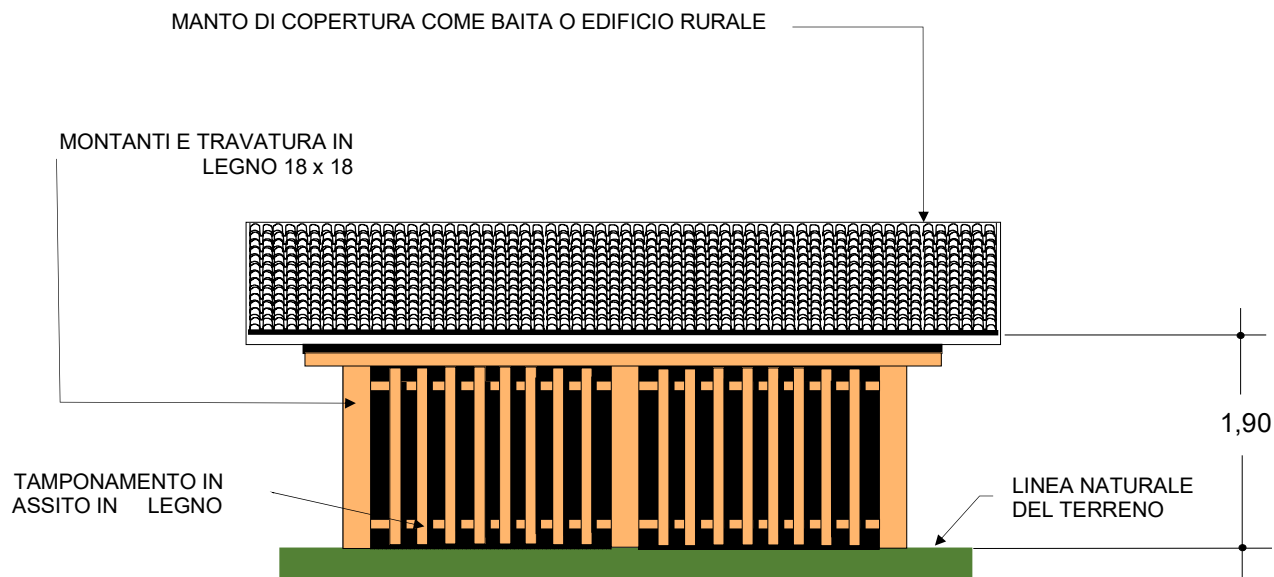 MANTO DI COPERTURA COME BAITA O EDIFICIO RURALE
MONTANTI E TRAVATURA IN
LEGNO 18 x 18
1,90
TAMPONAMENTO IN
ASSITO IN LEGNO
LINEA NATURALE
DEL TERRENO